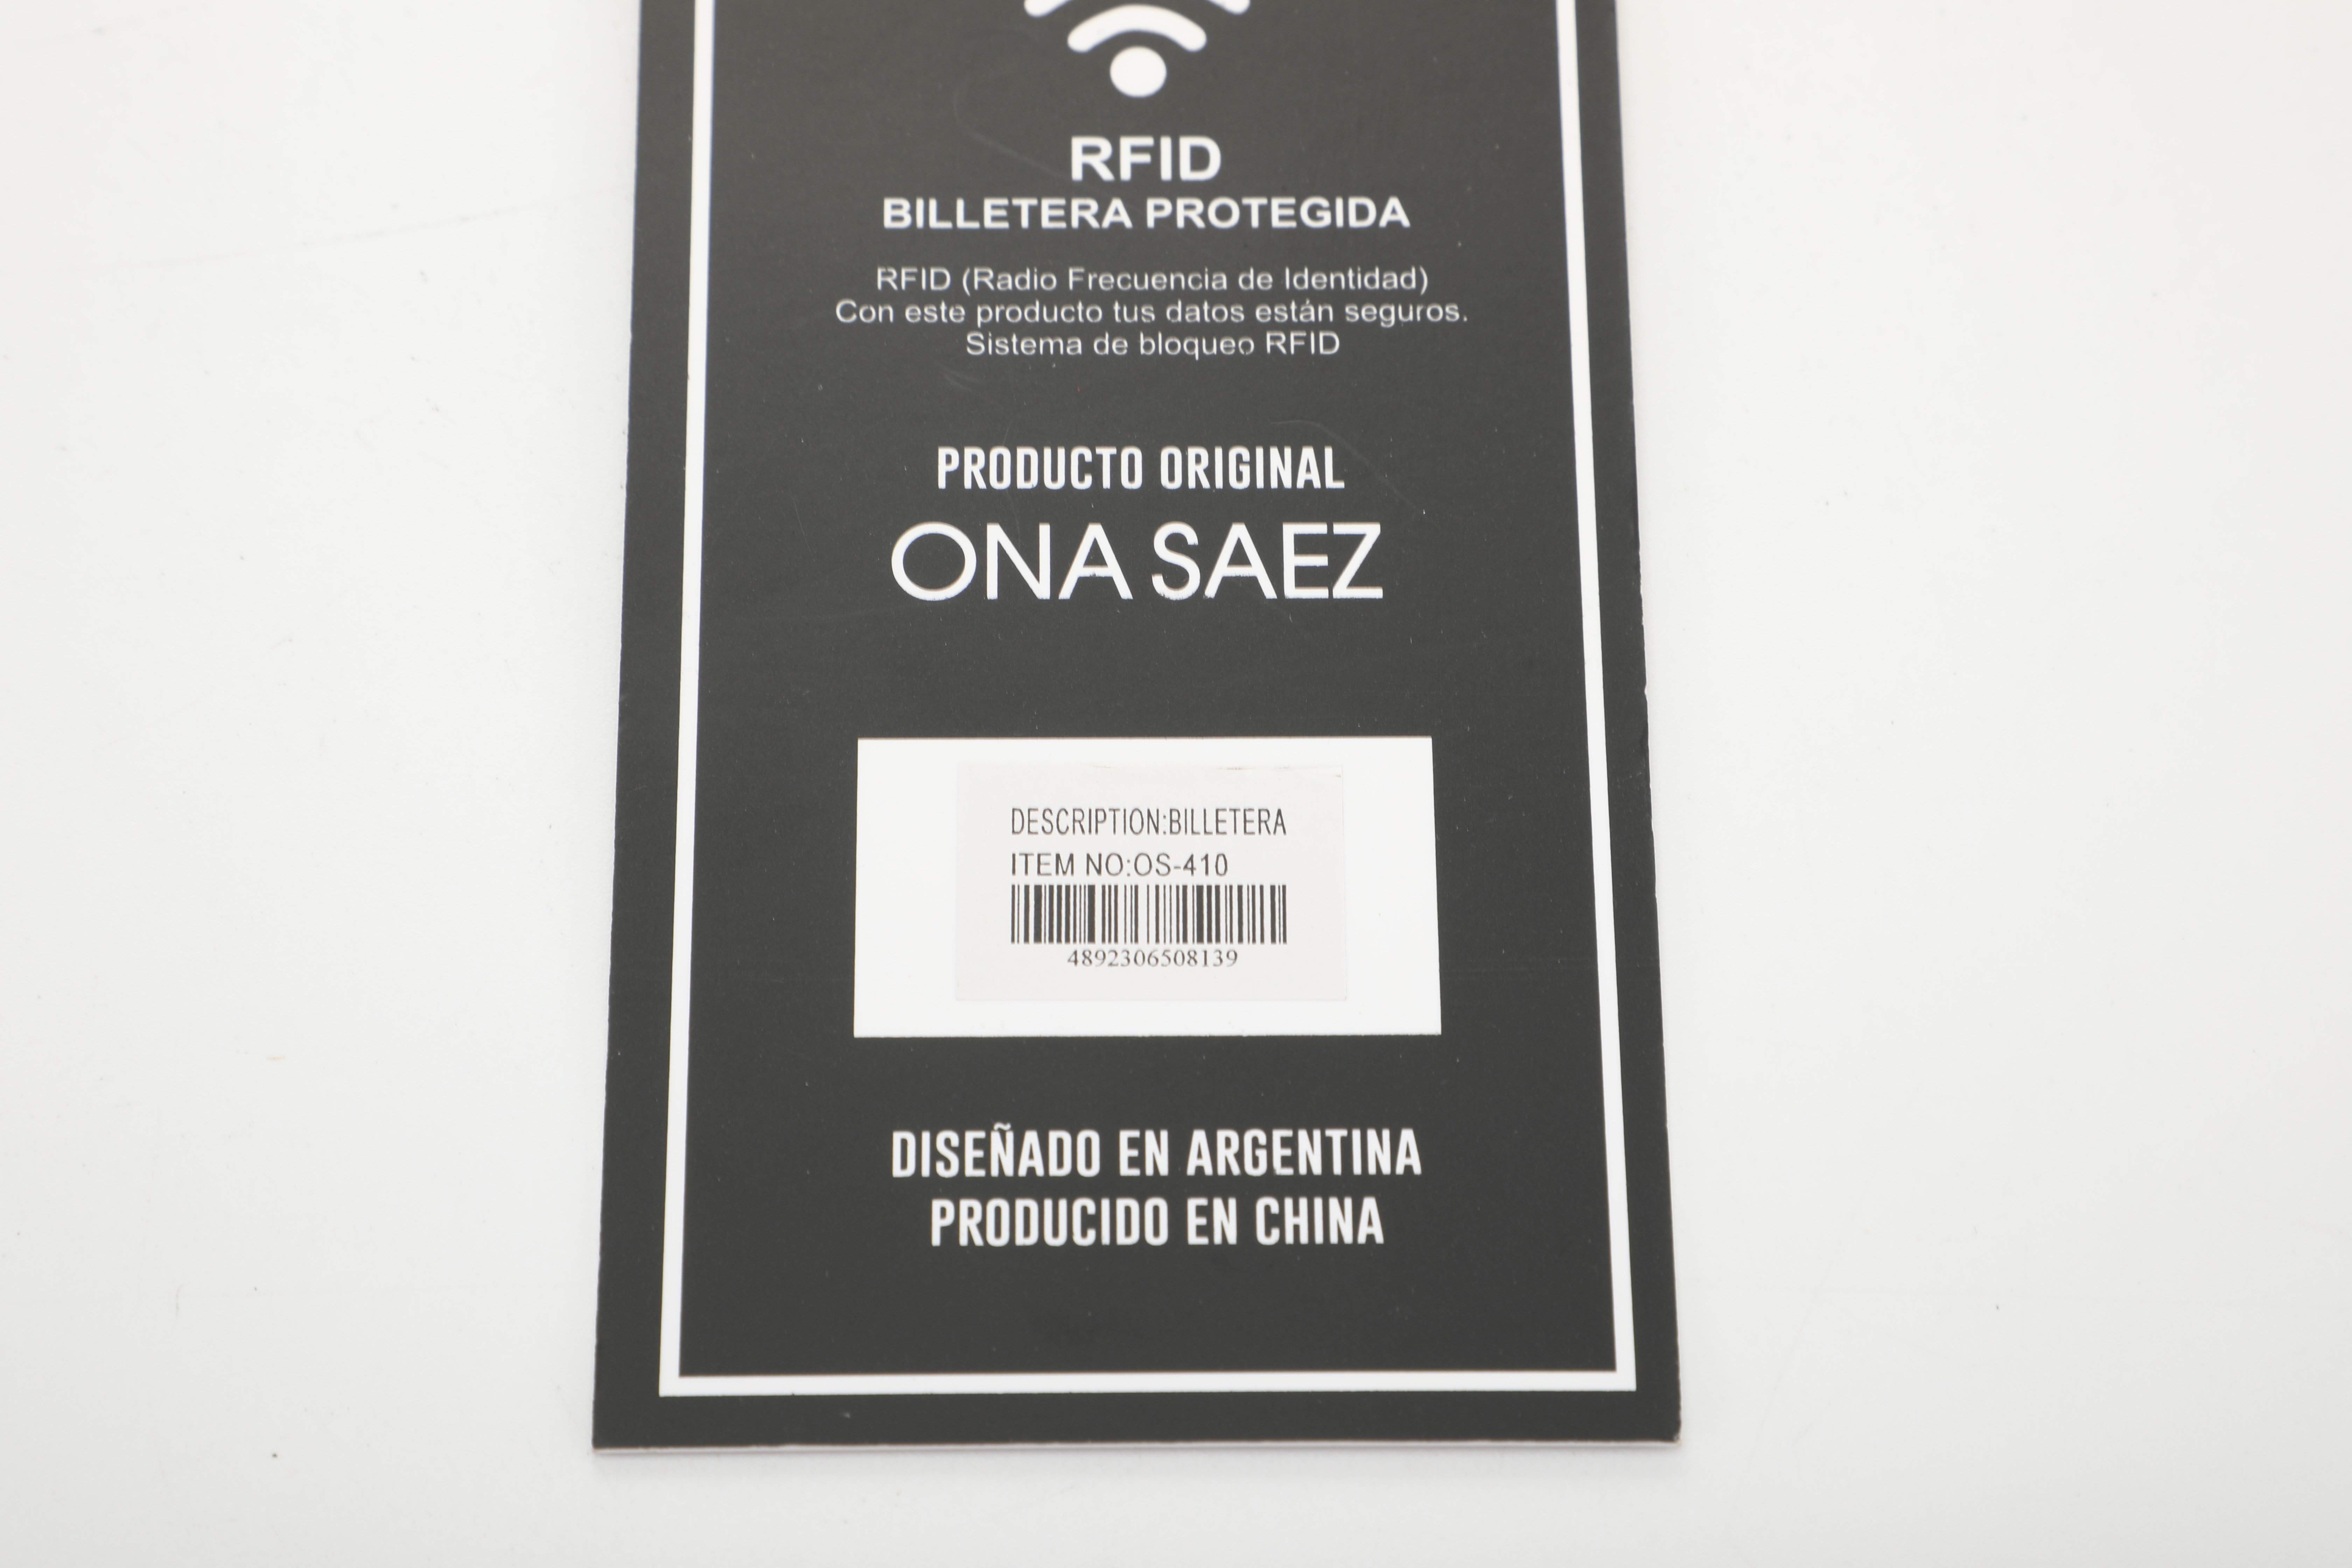 RFID
BILLETERA PROTEGIDA
RFID (Radio Frecuencia de Identidad)
Con este producto tus datos están seguros.
Sistema de bloqueo RFID
PRODUCTO ORIGINAL
ONA SAEZ
DESCRIPTION:BILLETERA
ITEM NO:OS-410
4892306508139
DISEÑADO EN ARGENTINA
PRODUCIDO EN CHINA